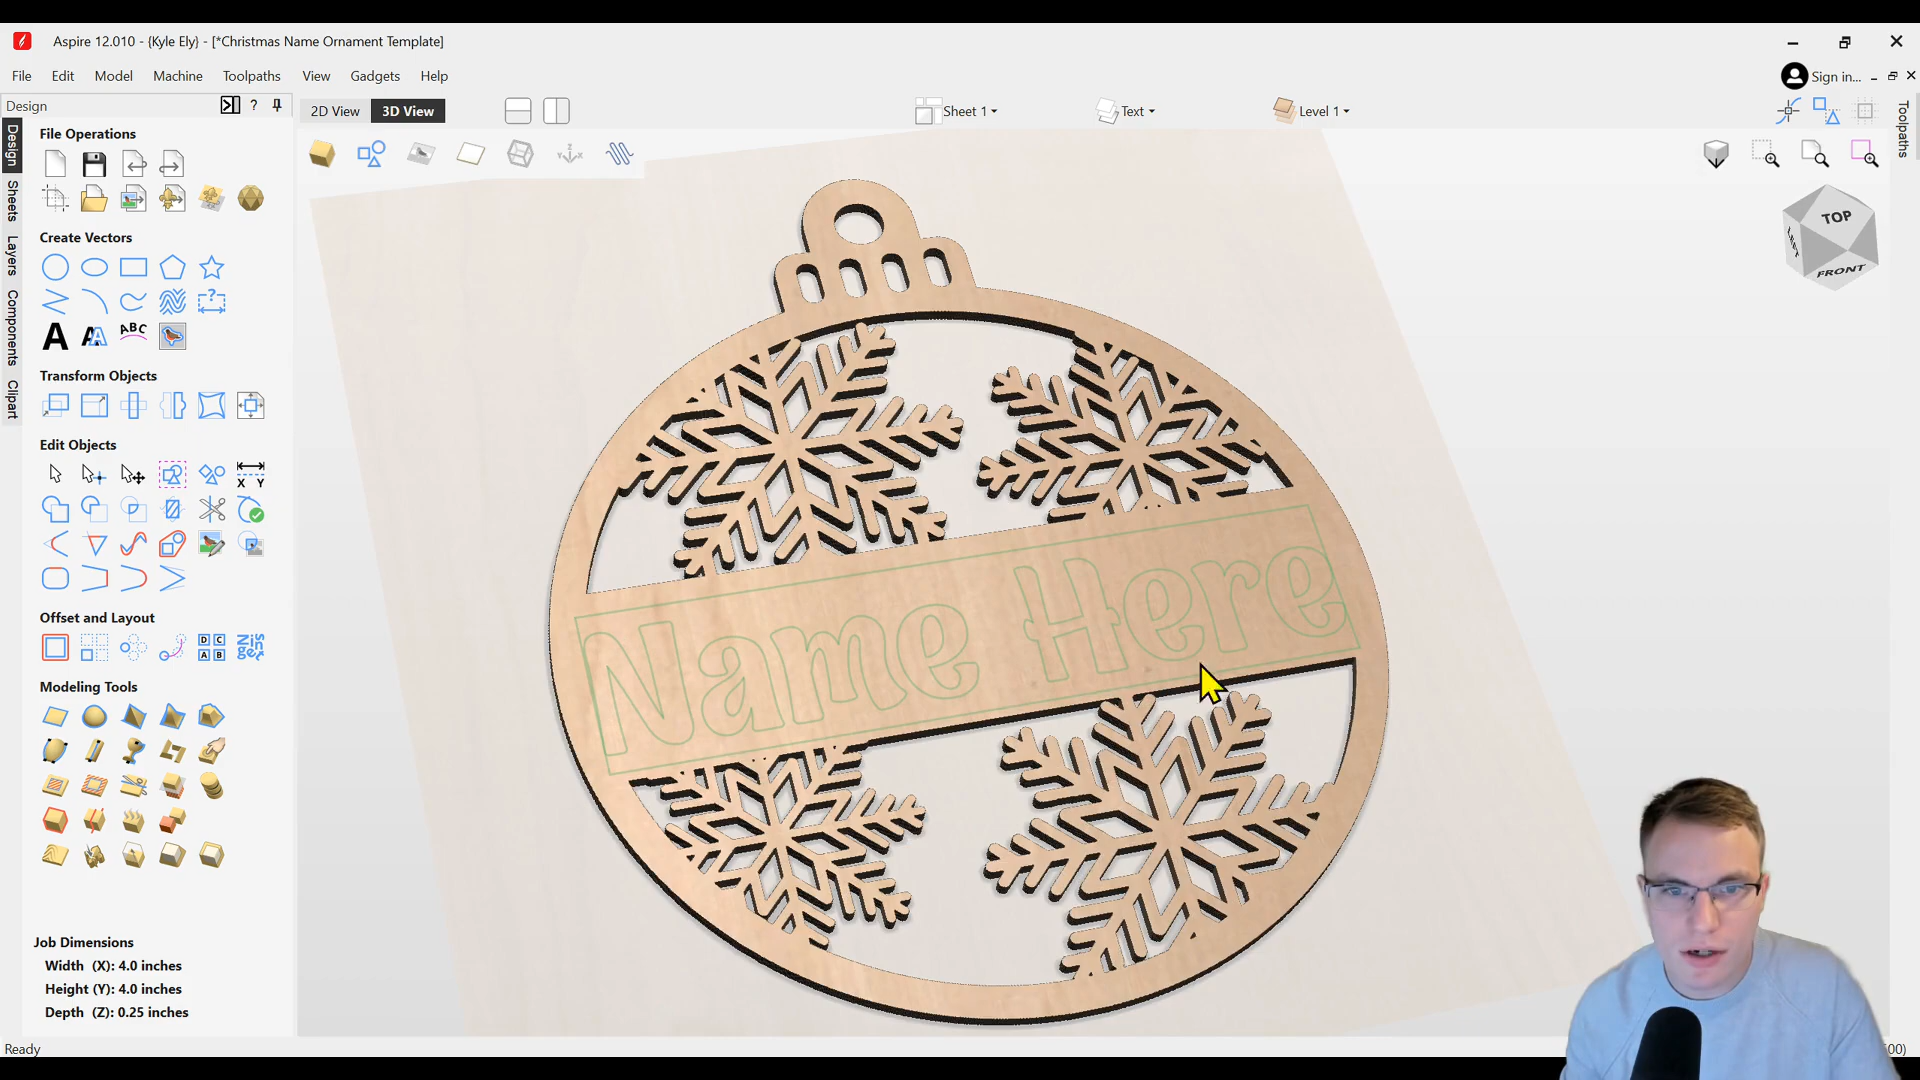 Aspire 12.010 - {Kyle Ely} - [*Christmas Name Ornament Template]
File Edit Model Machine Toolpaths View Gadgets Help
Sign in...
Design
?
2D View
3D View
Sheet 1
Text
Level 1
Design
Sheets
Layers
Components
Clipart
Toolpaths
File Operations
Create Vectors
ABC
Transform Objects
Edit Objects
X Y
Offset and Layout
Modeling Tools
Job Dimensions
Width (X): 4.0 inches
Height (Y): 4.0 inches
Depth (Z): 0.25 inches
Ready
TOP
FRONT
Name Here